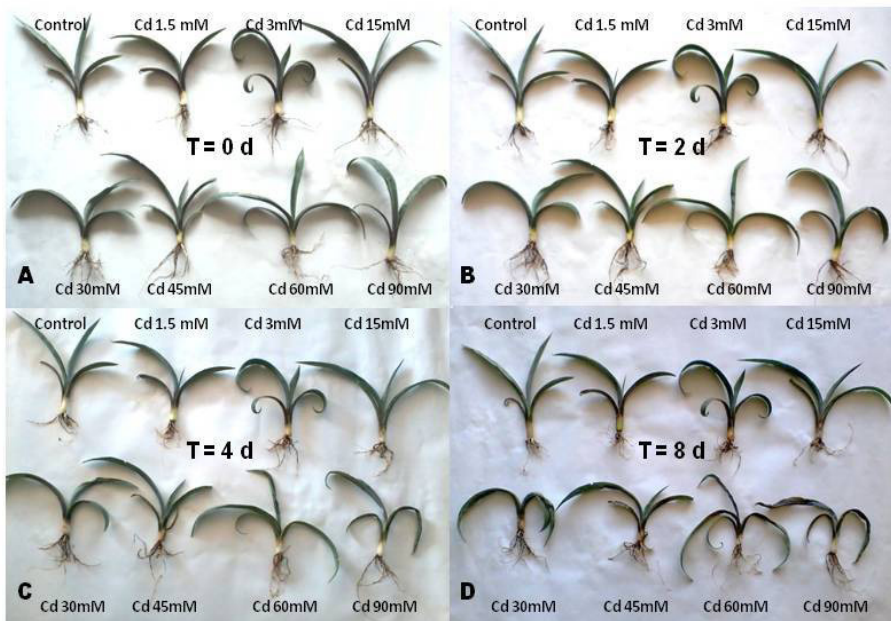 Control Cd 1.5 mM Cd 3mM Cd 15mM
T = 0 d
A
Cd 30mM Cd 45mM Cd 60mM Cd 90mM
Control Cd 1.5 mM Cd 3mM Cd 15mM
T = 2 d
B
Cd 30mM Cd 45mM Cd 60mM Cd 90mM
Control Cd 1.5 mM Cd 3mM Cd 15mM
T = 4 d
C
Cd 30mM Cd 45mM Cd 60mM Cd 90mM
Control Cd 1.5 mM Cd 3mM Cd 15mM
T = 8 d
D
Cd 30mM Cd 45mM Cd 60mM Cd 90mM